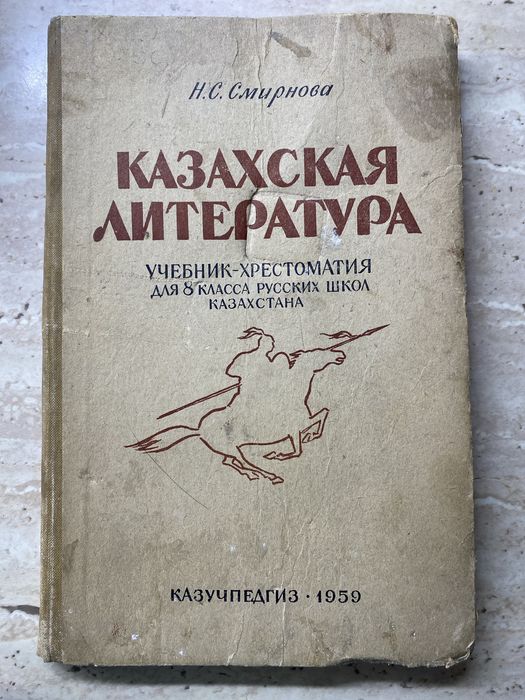 Н.С. Смирнова
КАЗАХСКАЯ
ЛИТЕРАТУРА
УЧЕБНИК-ХРЕСТОМАТИЯ
ДЛЯ 8 КЛАССА РУССКИХ ШКОЛ
КАЗАХСТАНА
КАЗУЧПЕДГИЗ · 1959